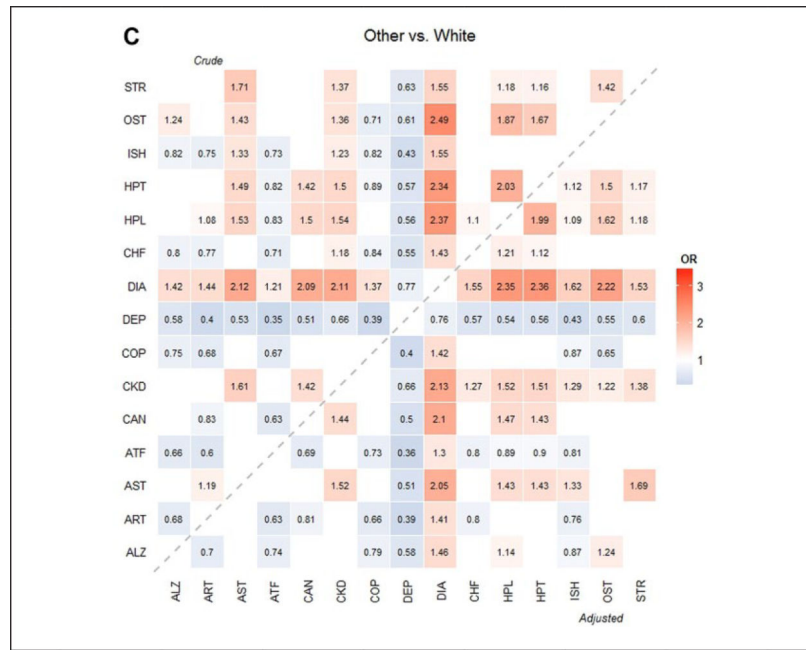 C
Other vs. White
Crude
STR 1.71 1.37 0.63 1.55 1.18 1.16 1.42
OST 1.24 1.43 1.36 0.71 0.61 2.49 1.87 1.67
ISH 0.82 0.75 1.33 0.73 1.23 0.82 0.43 1.55
HPT 1.49 0.82 1.42 1.5 0.89 0.57 2.34 2.03 1.12 1.5 1.17
HPL 1.08 1.53 0.83 1.5 1.54 0.56 2.37 1.1 1.99 1.09 1.62 1.18
CHF 0.8 0.77 0.71 1.18 0.84 0.55 1.43 1.21 1.12
OR
DIA 1.42 1.44 2.12 1.21 2.09 2.11 1.37 0.77 1.55 2.35 2.36 1.62 2.22 1.53
3
DEP 0.58 0.4 0.53 0.35 0.51 0.66 0.39 0.76 0.57 0.54 0.56 0.43 0.55 0.6
2
COP 0.75 0.68 0.67 0.4 1.42 0.87 0.65
1
CKD 1.61 1.42 0.66 2.13 1.27 1.52 1.51 1.29 1.22 1.38
CAN 0.83 0.63 1.44 0.5 2.1 1.47 1.43
ATF 0.66 0.6 0.69 0.73 0.36 1.3 0.8 0.89 0.9 0.81
AST 1.19 1.52 0.51 2.05 1.43 1.43 1.33 1.69
ART 0.68 0.63 0.81 0.66 0.39 1.41 0.8 0.76
ALZ 0.7 0.74 0.79 0.58 1.46 1.14 0.87 1.24
ALZ ART AST ATF CAN CKD COP DEP DIA CHF HPL HPT ISH OST STR
Adjusted